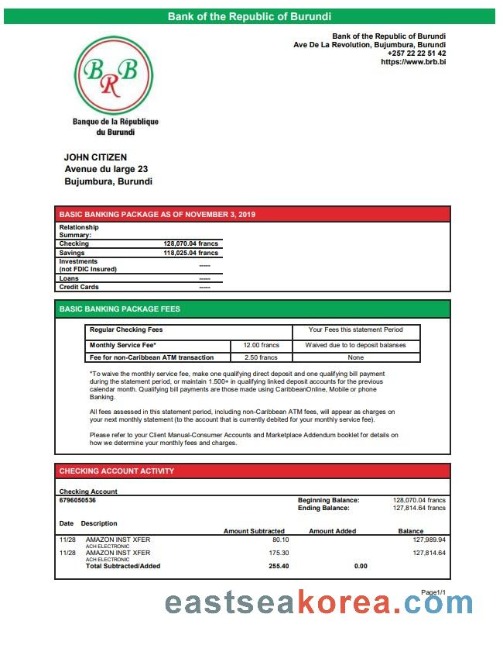 Bank of the Republic of Burundi
Bank of the Republic of Burundi
Ave De La Revolution, Bujumbura, Burundi
+257 22 22 51 42
https://www.brb.bi
BRB
Banque de la République
du Burundi
JOHN CITIZEN
Avenue du large 23
Bujumbura, Burundi
BASIC BANKING PACKAGE AS OF NOVEMBER 3, 2019
Relationship
Summary:
Checking 128,070.04 francs
Savings 118,025.04 francs
Investments
(not FDIC Insured) -----
Loans -----
Credit Cards -----
BASIC BANKING PACKAGE FEES
Regular Checking Fees Your Fees this statement Period
Monthly Service Fee* 12.00 francs Waived due to to deposit balances
Fee for non-Caribbean ATM transaction 2.50 francs None
*To waive the monthly service fee, make one qualifying direct deposit and one qualifying bill payment
during the statement period, or maintain 1.500+ in qualifying linked deposit accounts for the previous
calendar month. Qualifying bill payments are those made using CaribbeanOnline, Mobile or phone
Banking.
All fees assessed in this statement period, including non-Caribbean ATM fees, will appear as charges on
your next monthly statement (to the account that is currently debited for your monthly service fee).
Please refer to your Client Manual-Consumer Accounts and Marketplace Addendum booklet for details on
how we determine your monthly fees and charges.
CHECKING ACCOUNT ACTIVITY
Checking Account
6796050536 Beginning Balance: 128,070.04 francs
Ending Balance: 127,814.64 francs
Date Description Amount Subtracted Amount Added Balance
11/28 AMAZON INST XFER 80.10 127,989.94
ACH ELECTRONIC
11/28 AMAZON INST XFER 175.30 127,814.64
ACH ELECTRONIC
Total Subtracted/Added 255.40 0.00
Page1/1
eastseakorea.com